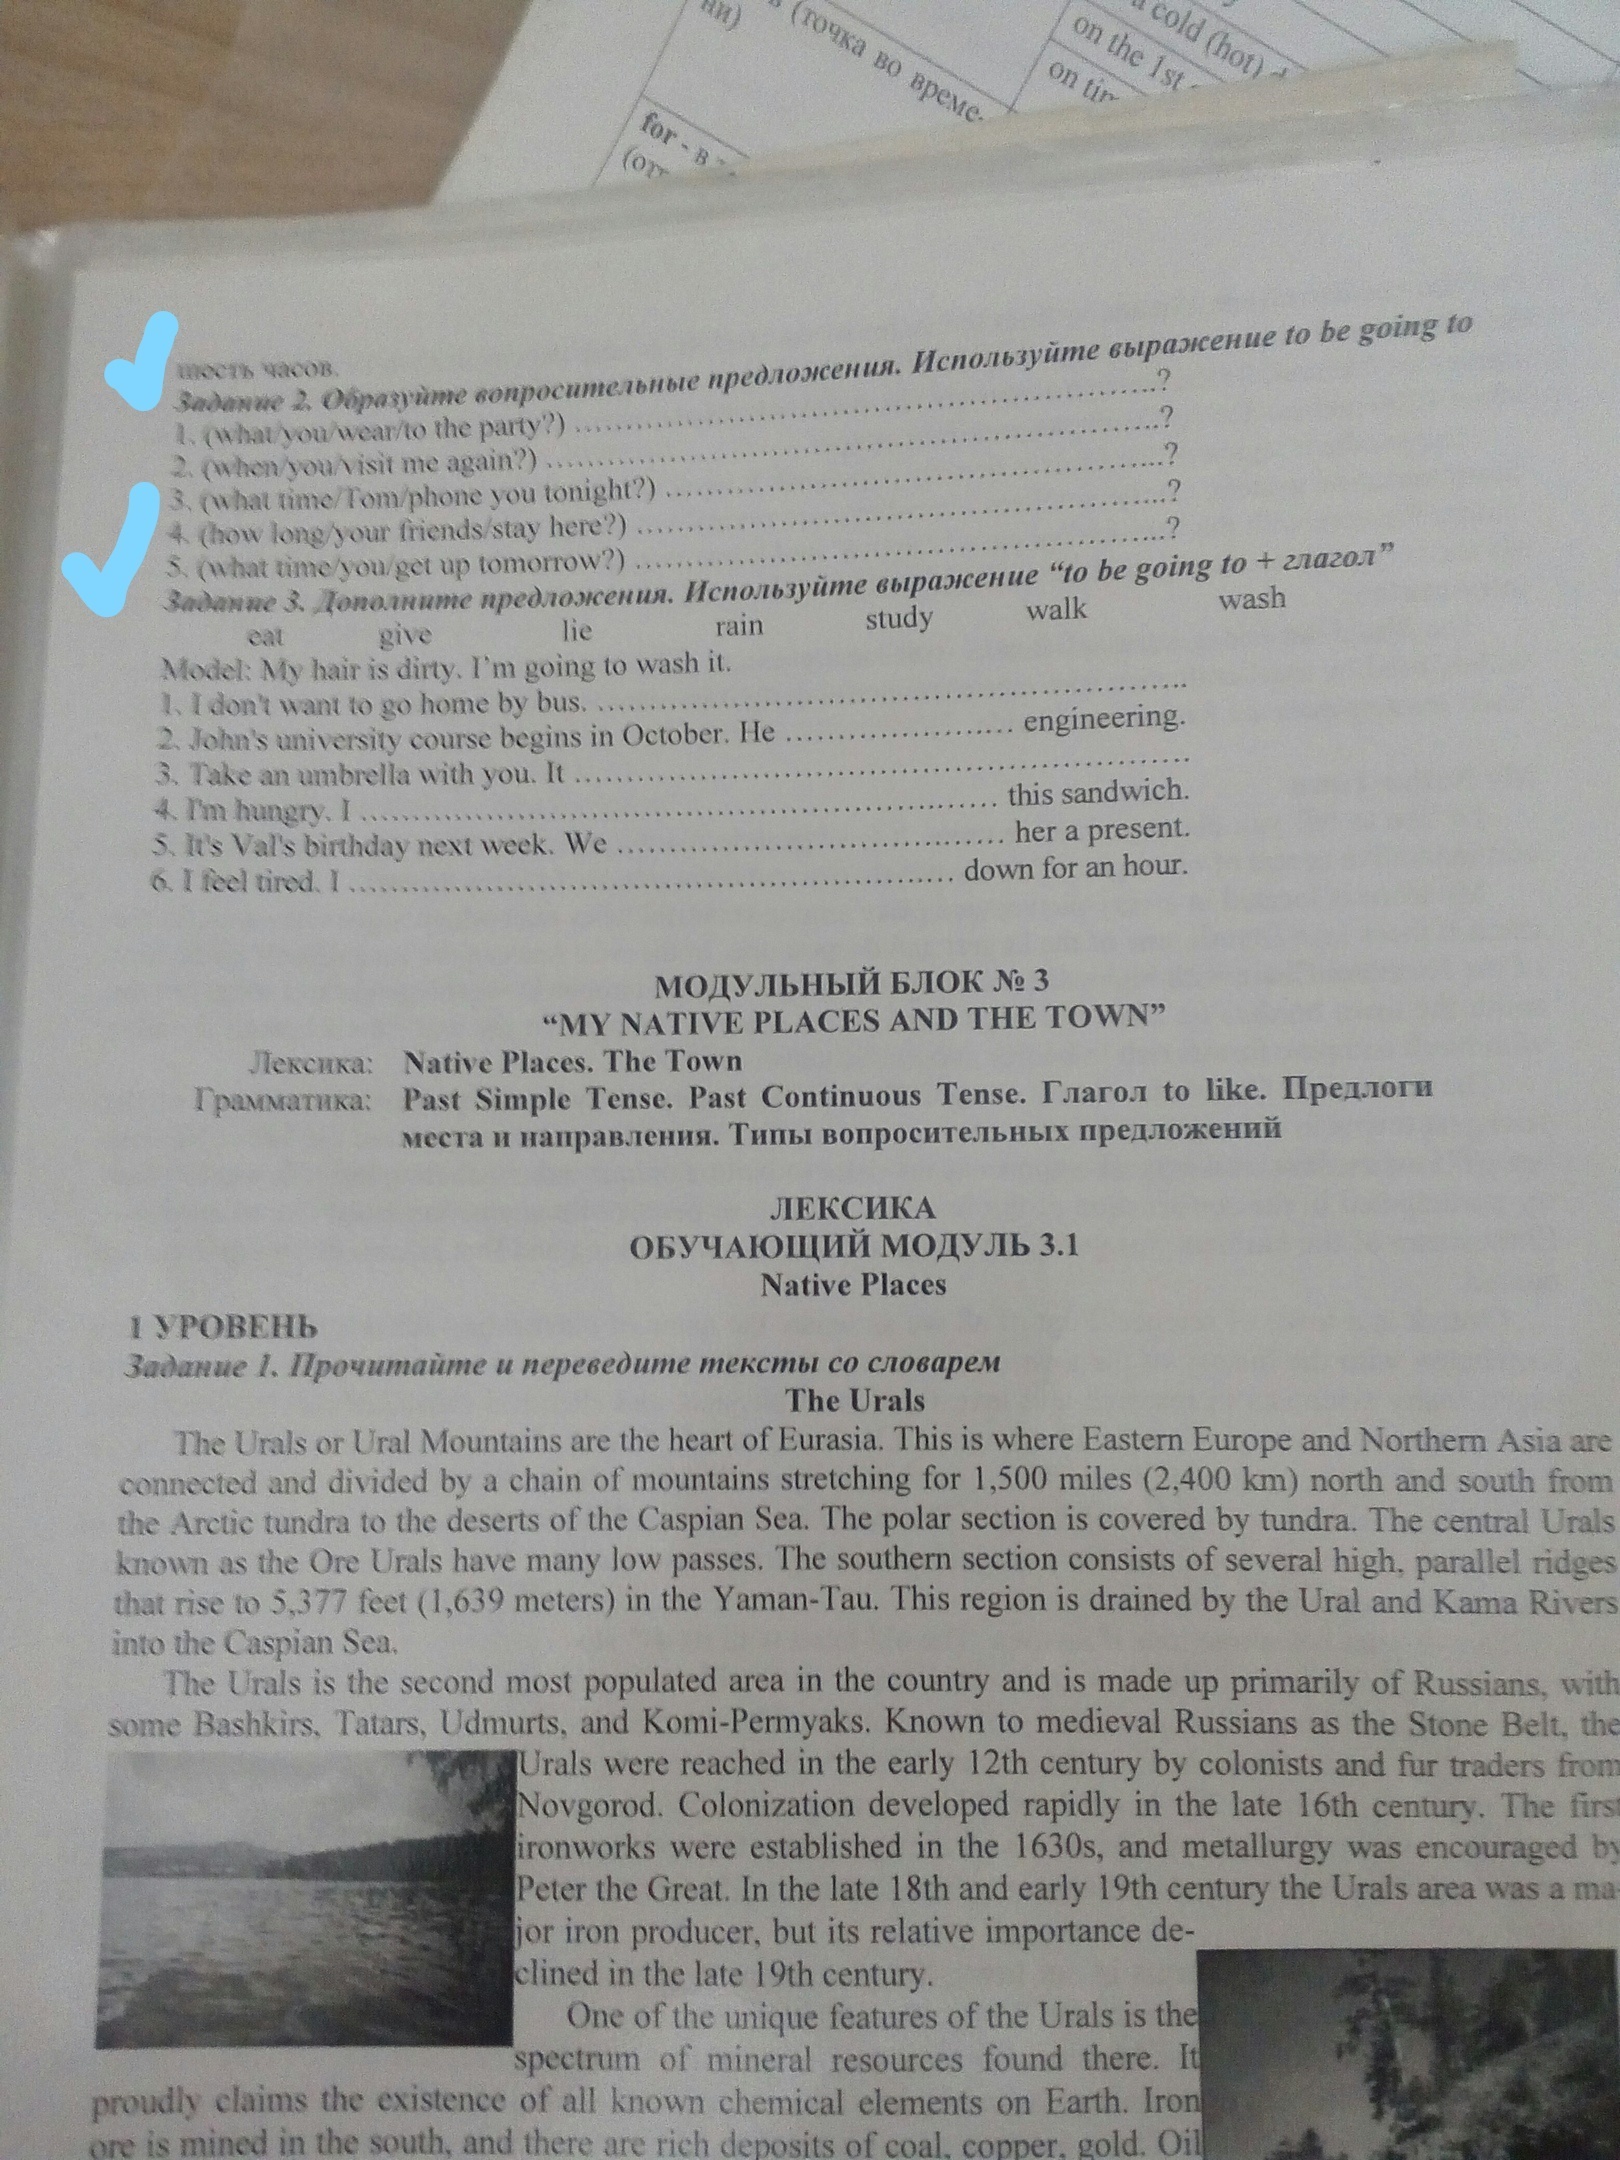 ни)
(точка во време-
a cold (hot)
on the 1st
on tim
for - в
(от
шесть часов.
Задание 2. Образуйте вопросительные предложения. Используйте выражение to be going to
1. (what/you/wear/to the party?) ……………………………………………………..?
2. (when/you/visit me again?) ……………………………………………………..?
3. (what time/Tom/phone you tonight?) ……………………………………………...?
4. (how long/your friends/stay here?) ………………………………………………...?
5. (what time/you/get up tomorrow?) ………………………………………………..?
Задание 3. Дополните предложения. Используйте выражение “to be going to + глагол”
eat give lie rain study walk wash
Model: My hair is dirty. I’m going to wash it.
1. I don't want to go home by bus. ……………………………………………………..
2. John's university course begins in October. He …………………… engineering.
3. Take an umbrella with you. It ………………………………………………………
4. I'm hungry. I …………………………………………………… this sandwich.
5. It's Val's birthday next week. We ………………………………… her a present.
6. I feel tired. I …………………………………………………… down for an hour.
МОДУЛЬНЫЙ БЛОК № 3
“MY NATIVE PLACES AND THE TOWN”
Лексика: Native Places. The Town
Грамматика: Past Simple Tense. Past Continuous Tense. Глагол to like. Предлоги
места и направления. Типы вопросительных предложений
ЛЕКСИКА
ОБУЧАЮЩИЙ МОДУЛЬ 3.1
Native Places
1 УРОВЕНЬ
Задание 1. Прочитайте и переведите тексты со словарем
The Urals
The Urals or Ural Mountains are the heart of Eurasia. This is where Eastern Europe and Northern Asia are
connected and divided by a chain of mountains stretching for 1,500 miles (2,400 km) north and south from
the Arctic tundra to the deserts of the Caspian Sea. The polar section is covered by tundra. The central Urals
known as the Ore Urals have many low passes. The southern section consists of several high, parallel ridges
that rise to 5,377 feet (1,639 meters) in the Yaman-Tau. This region is drained by the Ural and Kama Rivers
into the Caspian Sea.
The Urals is the second most populated area in the country and is made up primarily of Russians, with
some Bashkirs, Tatars, Udmurts, and Komi-Permyaks. Known to medieval Russians as the Stone Belt, the
Urals were reached in the early 12th century by colonists and fur traders from
Novgorod. Colonization developed rapidly in the late 16th century. The first
ironworks were established in the 1630s, and metallurgy was encouraged by
Peter the Great. In the late 18th and early 19th century the Urals area was a ma-
jor iron producer, but its relative importance de-
clined in the late 19th century.
One of the unique features of the Urals is the
spectrum of mineral resources found there. It
proudly claims the existence of all known chemical elements on Earth. Iron
ore is mined in the south, and there are rich deposits of coal, copper, gold. Oil